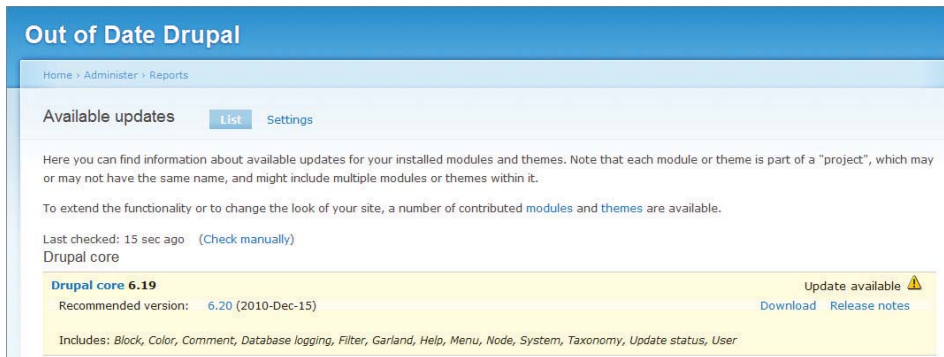 Out of Date Drupal
Home › Administer › Reports
Available updates List Settings
Here you can find information about available updates for your installed modules and themes. Note that each module or theme is part of a "project", which may
or may not have the same name, and might include multiple modules or themes within it.
To extend the functionality or to change the look of your site, a number of contributed modules and themes are available.
Last checked: 15 sec ago (Check manually)
Drupal core
Drupal core 6.19 Update available
Recommended version: 6.20 (2010-Dec-15) Download Release notes
Includes: Block, Color, Comment, Database logging, Filter, Garland, Help, Menu, Node, System, Taxonomy, Update status, User